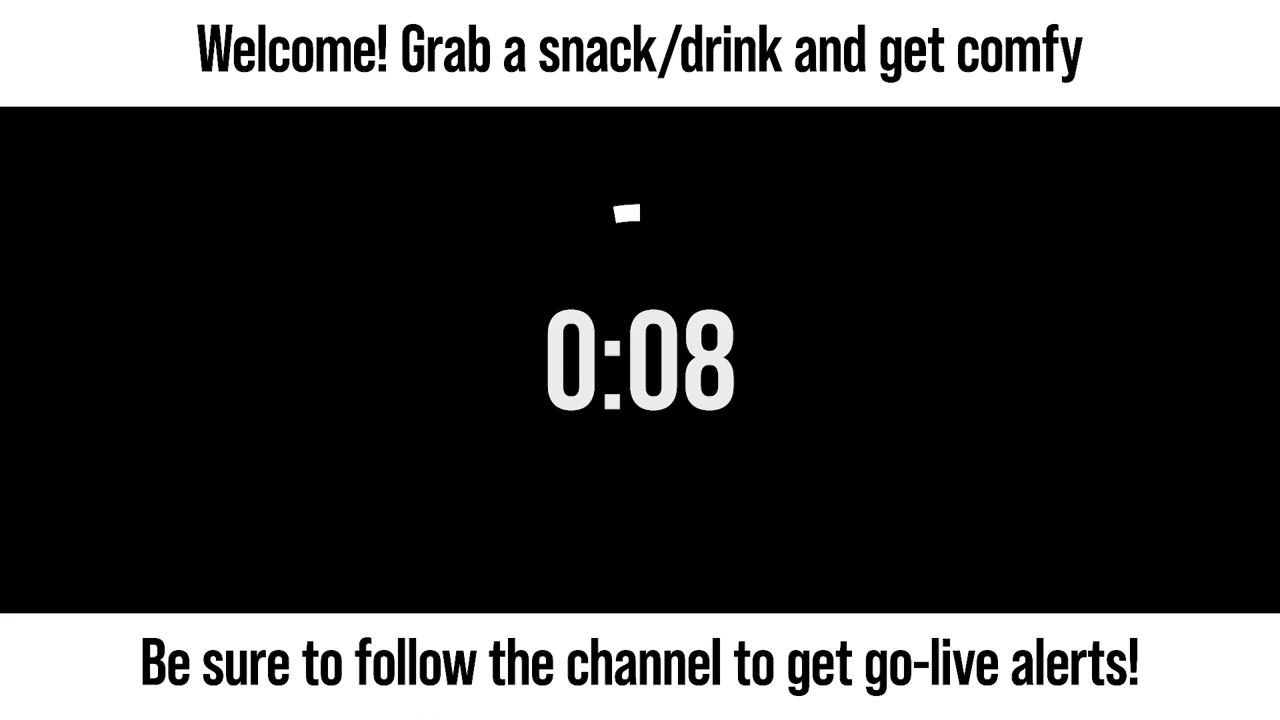 Welcome! Grab a snack/drink and get comfy
0:08
Be sure to follow the channel to get go-live alerts!